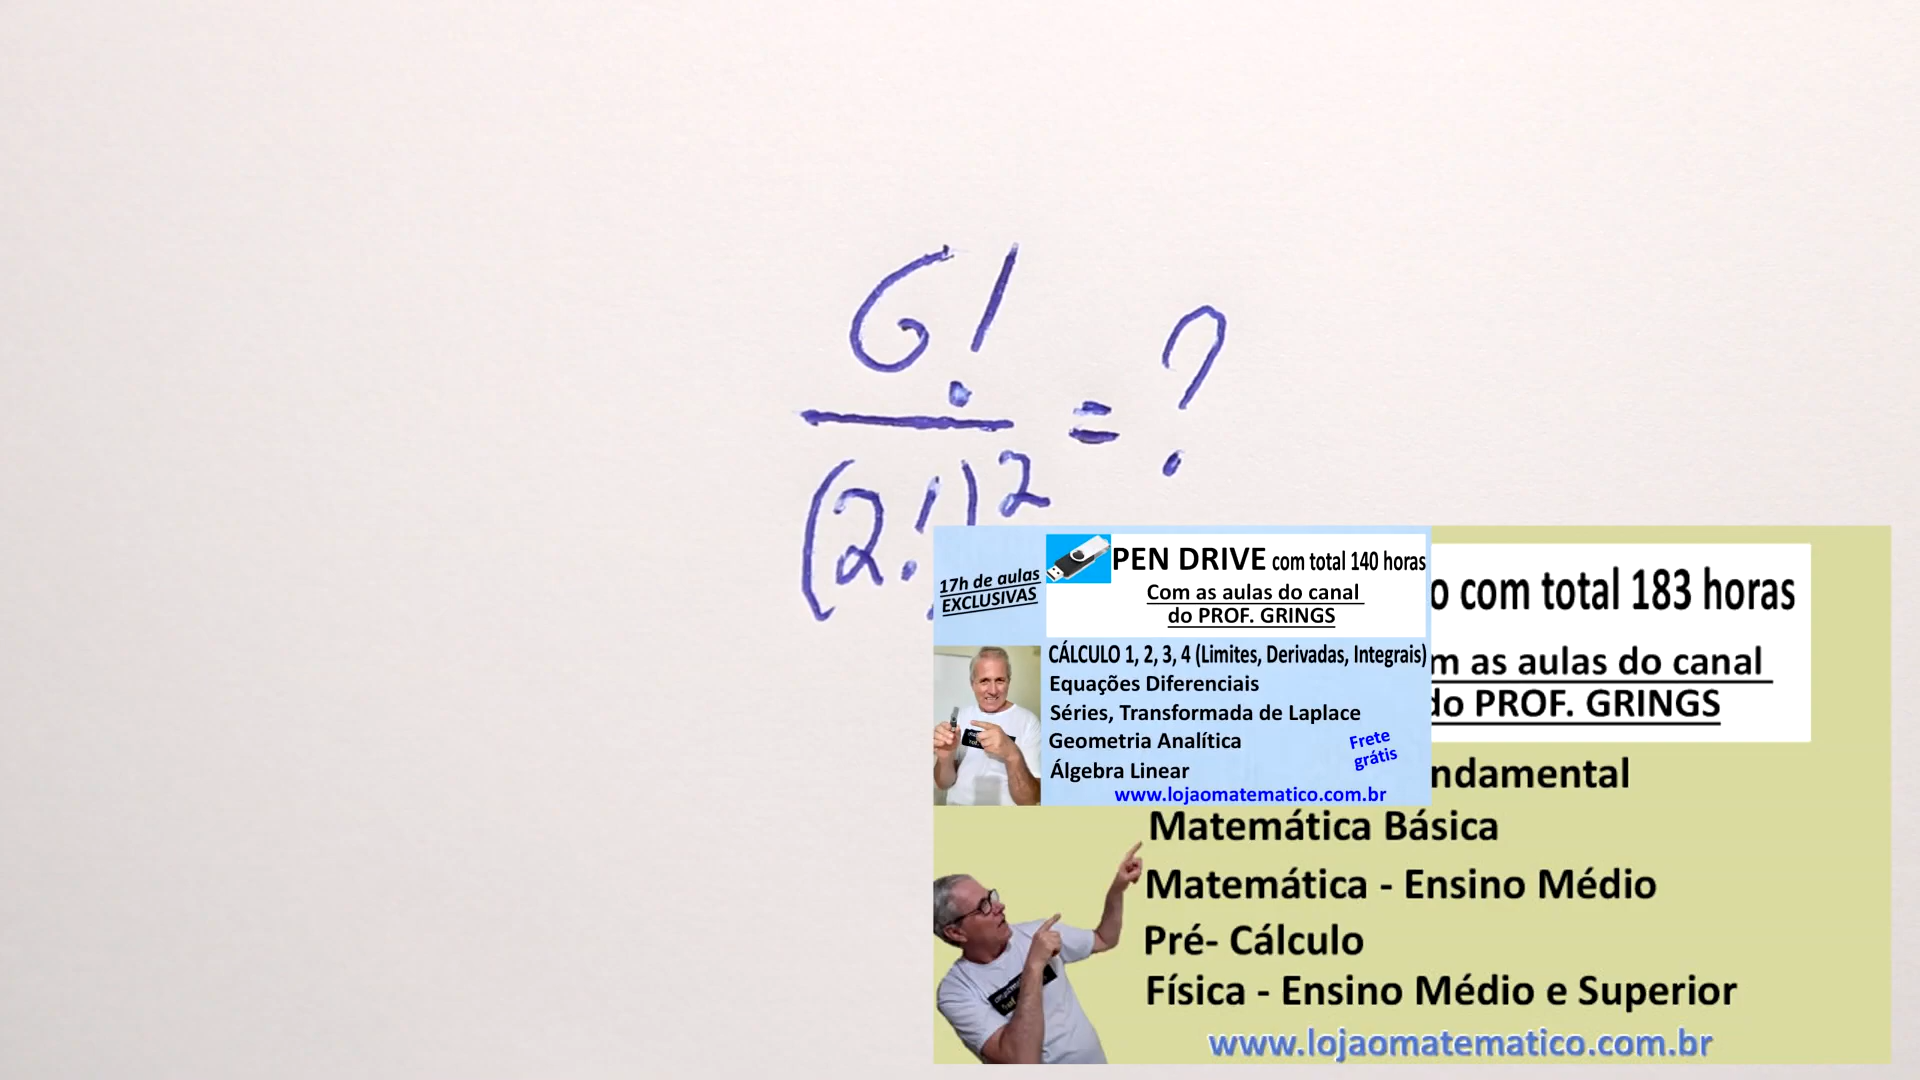 6!
= ?
(2!)²
17h de aulas
EXCLUSIVAS
PEN DRIVE com total 140 horas
Com as aulas do canal
do PROF. GRINGS
CÁLCULO 1, 2, 3, 4 (Limites, Derivadas, Integrais)
Equações Diferenciais
Séries, Transformada de Laplace
Geometria Analítica
Álgebra Linear
Frete
grátis
www.lojaomatematico.com.br
com total 183 horas
as aulas do canal
do PROF. GRINGS
Matemática Básica
Matemática - Ensino Médio
Pré- Cálculo
Física - Ensino Médio e Superior
www.lojaomatematico.com.br